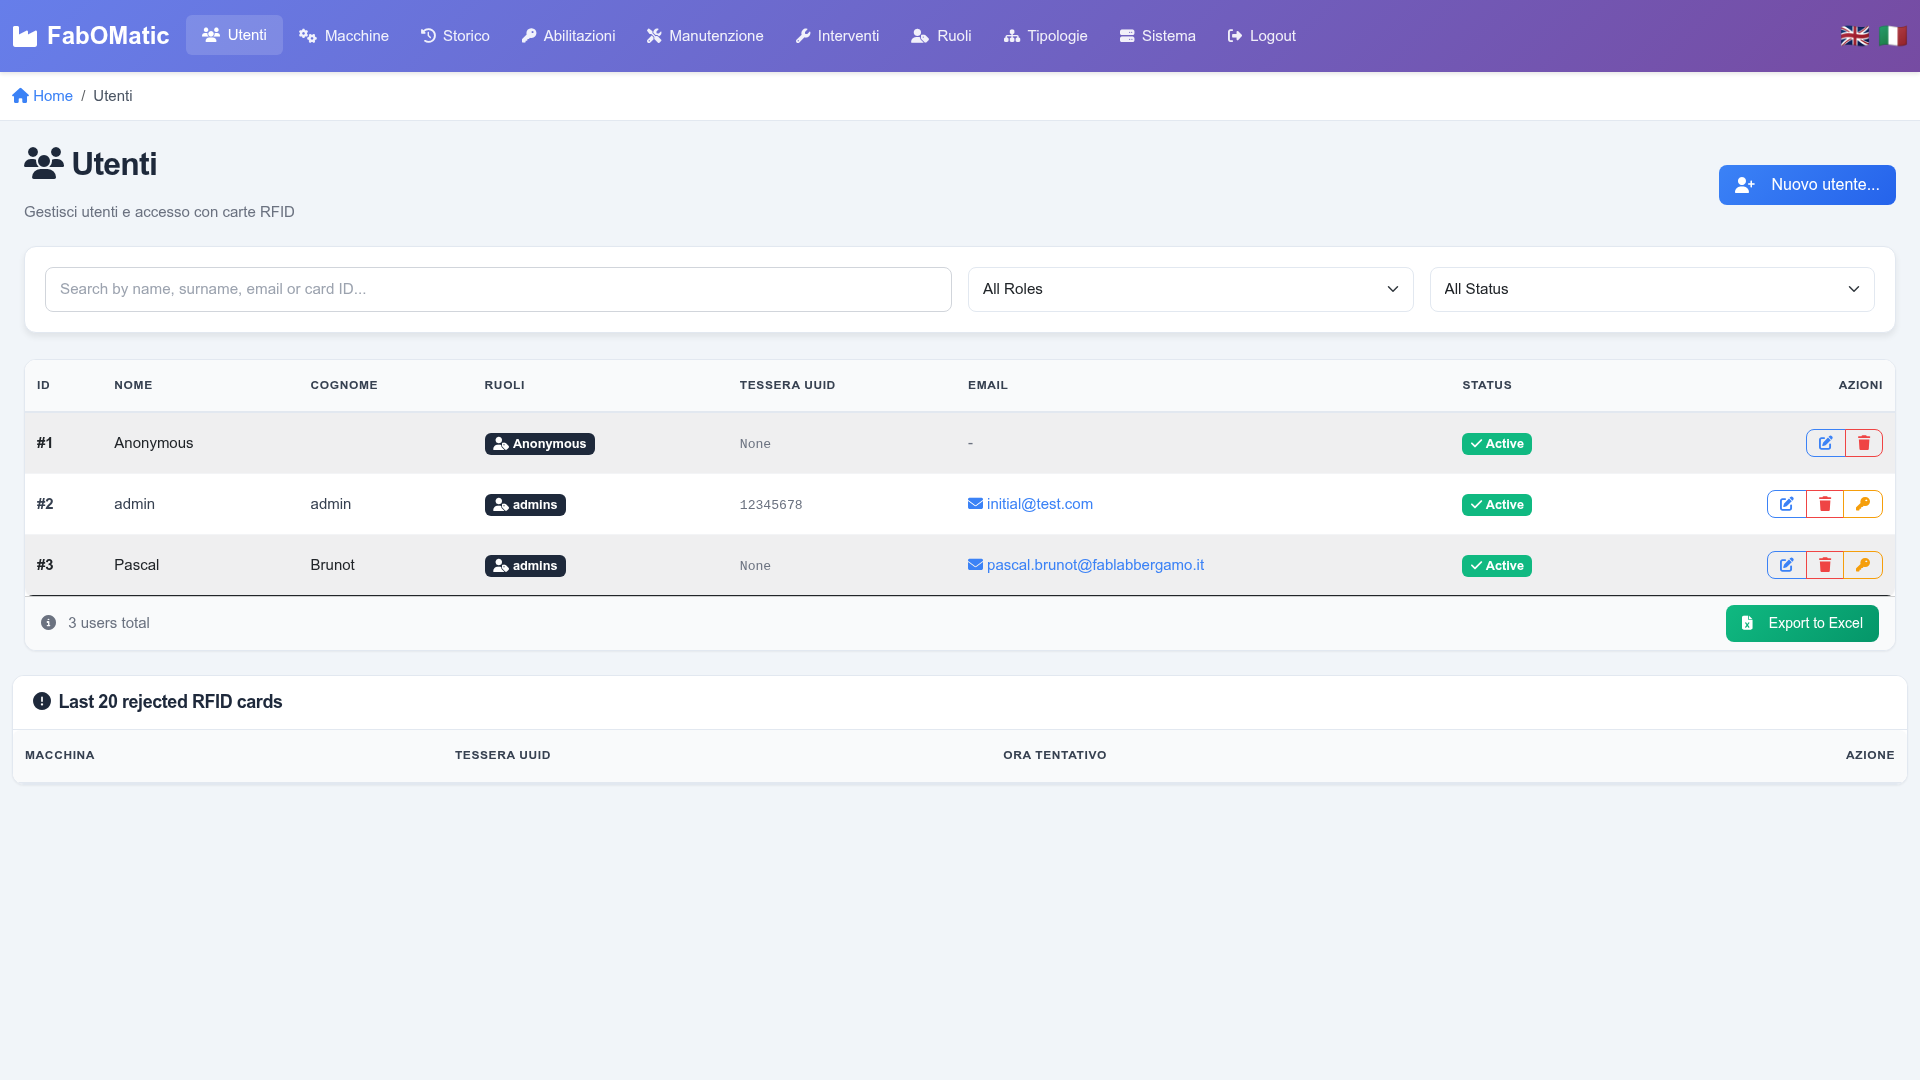 FabOMatic Utenti Macchine Storico Abilitazioni Manutenzione Interventi Ruoli Tipologie Sistema Logout
Home / Utenti
Utenti
Nuovo utente...
Gestisci utenti e accesso con carte RFID
Search by name, surname, email or card ID... All Roles All Status
ID NOME COGNOME RUOLI TESSERA UUID EMAIL STATUS AZIONI
#1 Anonymous Anonymous None - Active
#2 admin admin admins 12345678 initial@test.com Active
#3 Pascal Brunot admins None pascal.brunot@fablabbergamo.it Active
3 users total Export to Excel
Last 20 rejected RFID cards
MACCHINA TESSERA UUID ORA TENTATIVO AZIONE